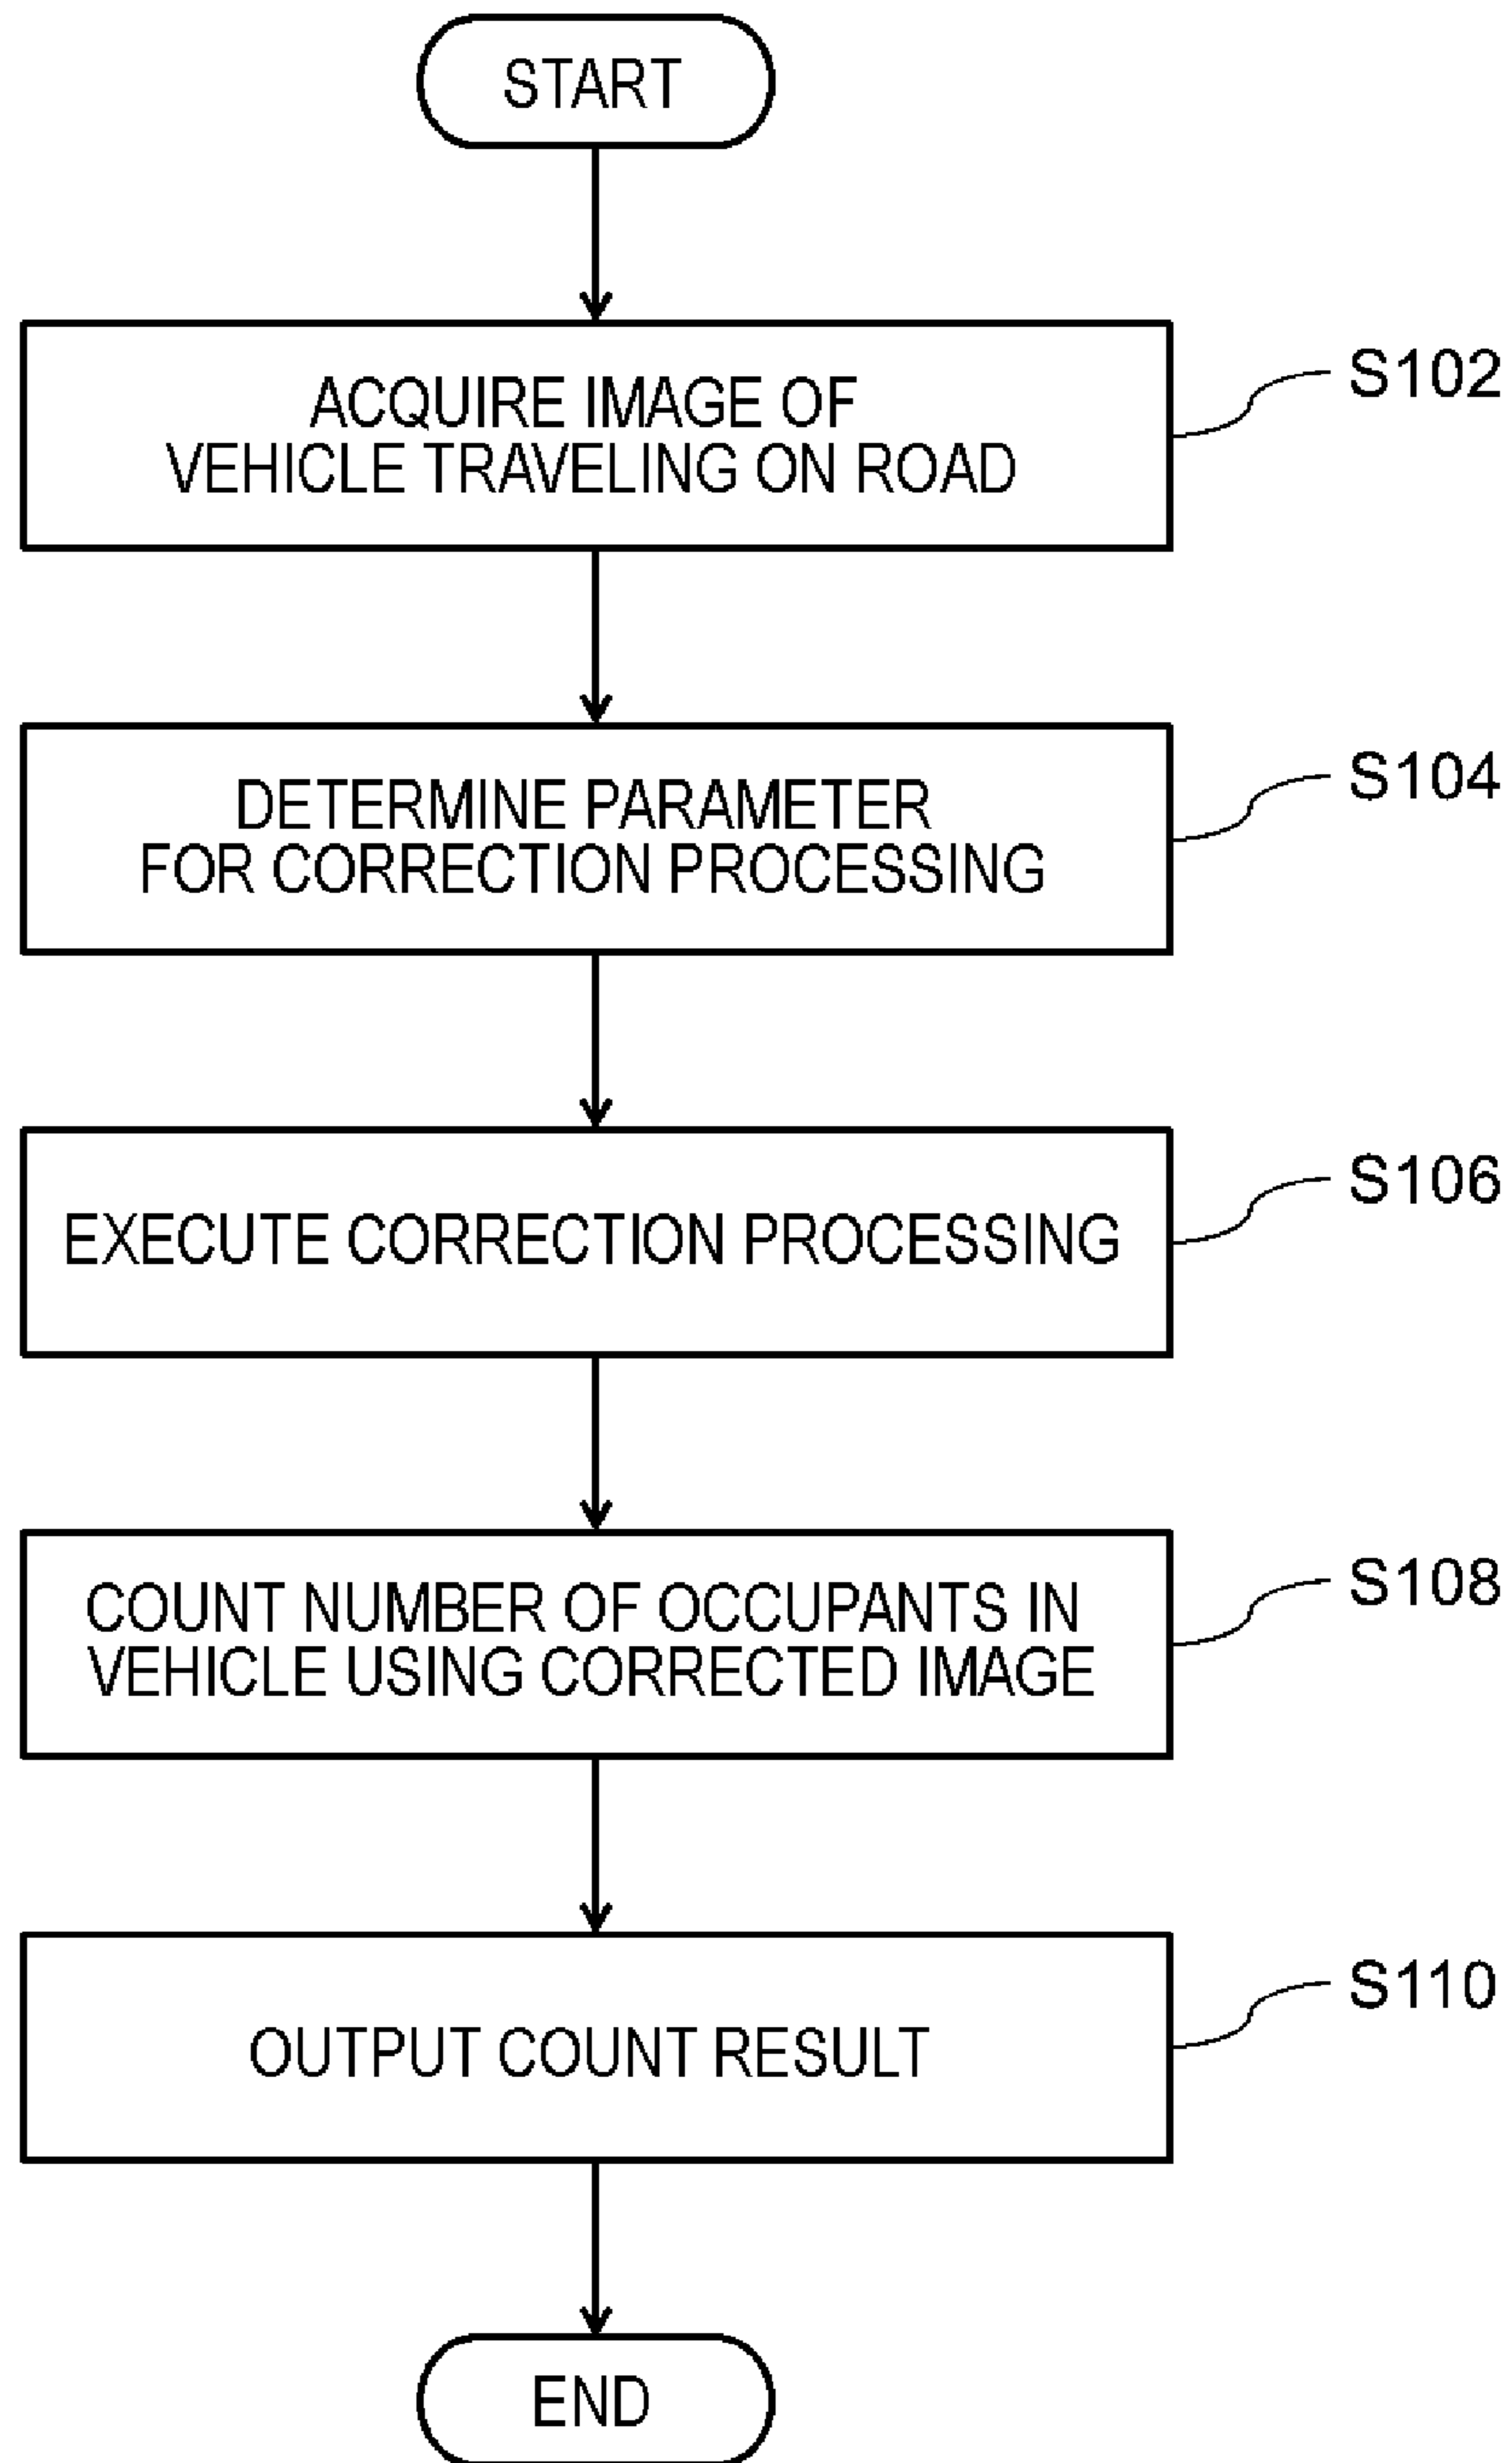 START
ACQUIRE IMAGE OF
VEHICLE TRAVELING ON ROAD
S102
DETERMINE PARAMETER
FOR CORRECTION PROCESSING
S104
EXECUTE CORRECTION PROCESSING
S106
COUNT NUMBER OF OCCUPANTS IN
VEHICLE USING CORRECTED IMAGE
S108
OUTPUT COUNT RESULT
S110
END